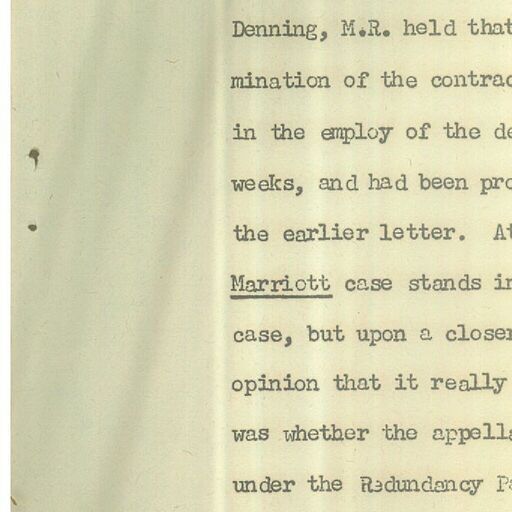 Denning, M.R. held that
mination of the contrac
in the employ of the de
weeks, and had been pro
the earlier letter. At
Marriott case stands in
case, but upon a closer
opinion that it really
was whether the appella
under the Redundancy Pa